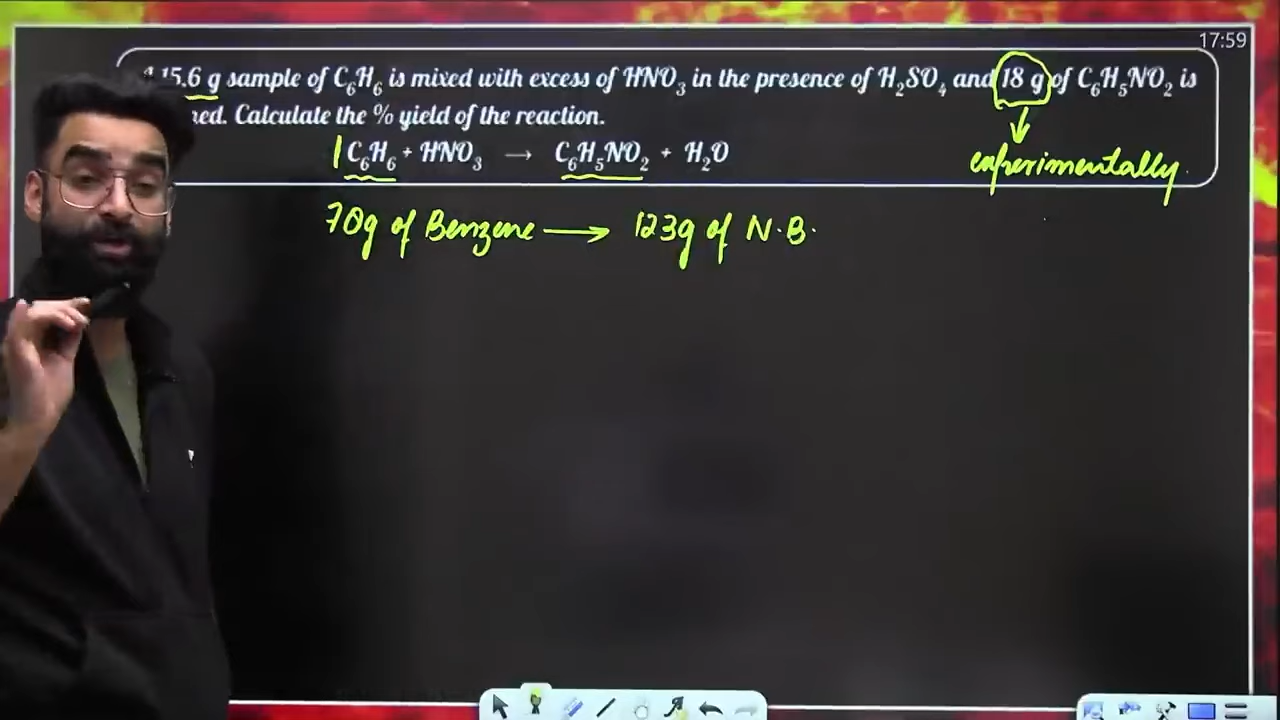 17:59
15.6 g sample of C₆H₆ is mixed with excess of HNO₃ in the presence of H₂SO₄ and 18 g of C₆H₅NO₂ is
Calculate the % yield of the reaction.
1 C₆H₆ + HNO₃ → C₆H₅NO₂ + H₂O
experimentally.
78g of Benzene → 123g of N.B.